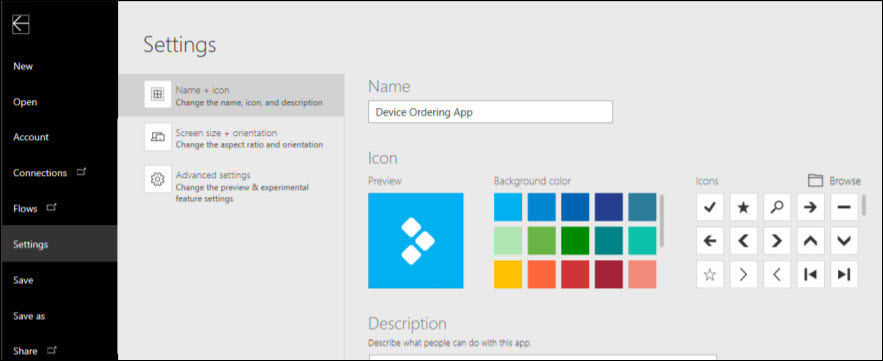 New
Open
Account
Connections
Flows
Settings
Save
Save as
Share
Settings
Name + icon
Change the name, icon, and description
Screen size + orientation
Change the aspect ratio and orientation
Advanced settings
Change the preview & experimental
feature settings
Name
Device Ordering App
Icon
Preview
Background color
Icons
Browse
Description
Describe what people can do with this app.